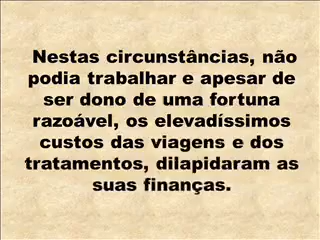 Nestas circunstâncias, não
podia trabalhar e apesar de
ser dono de uma fortuna
razoável, os elevadíssimos
custos das viagens e dos
tratamentos, dilapidaram as
suas finanças.